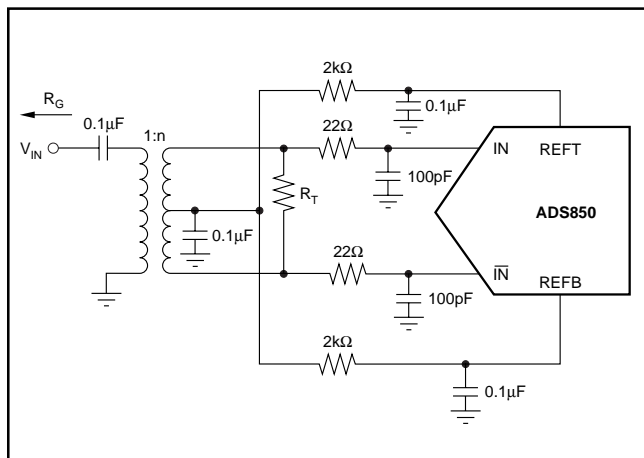 2kΩ
R_G
0.1μF
0.1μF
1:n
22Ω
V_IN
IN
REFT
100pF
R_T
ADS850
0.1μF
22Ω
I̅N̅
REFB
100pF
2kΩ
0.1μF